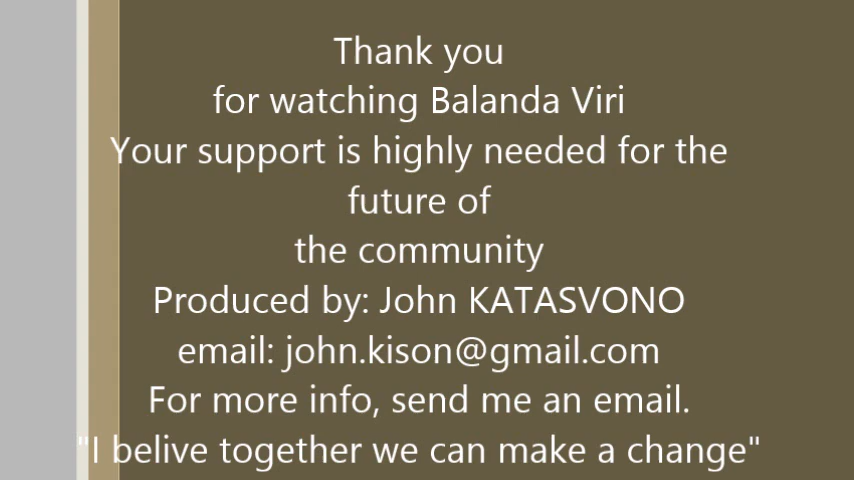 Thank you
for watching Balanda Viri
Your support is highly needed for the
future of
the community
Produced by: John KATASVONO
email: john.kison@gmail.com
For more info, send me an email.
"I belive together we can make a change"